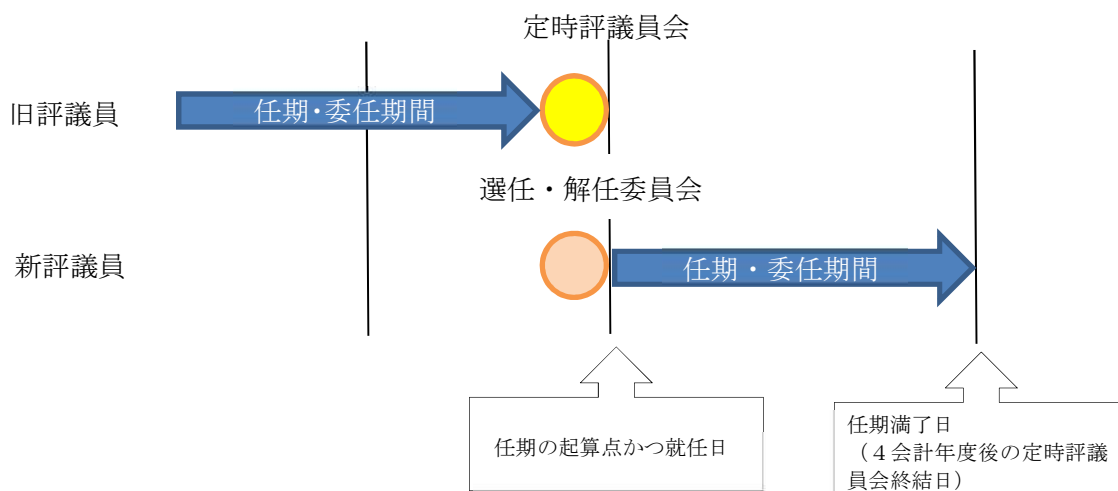 定時評議員会
旧評議員
任期・委任期間
選任・解任委員会
新評議員
任期・委任期間
任期の起算点かつ就任日
任期満了日
（４会計年度後の定時評議
員会終結日）